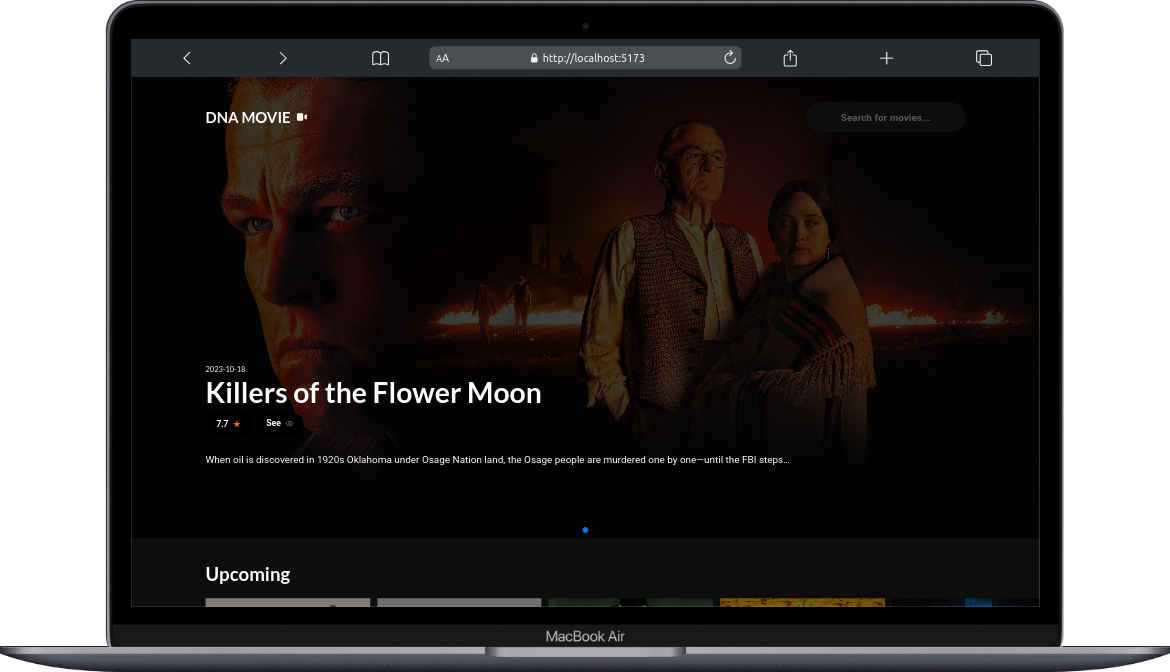 AA http://localhost:5173
DNA MOVIE
Search for movies...
2023-10-18
Killers of the Flower Moon
7.7 ★ See
When oil is discovered in 1920s Oklahoma under Osage Nation land, the Osage people are murdered one by one—until the FBI steps...
Upcoming
MacBook Air